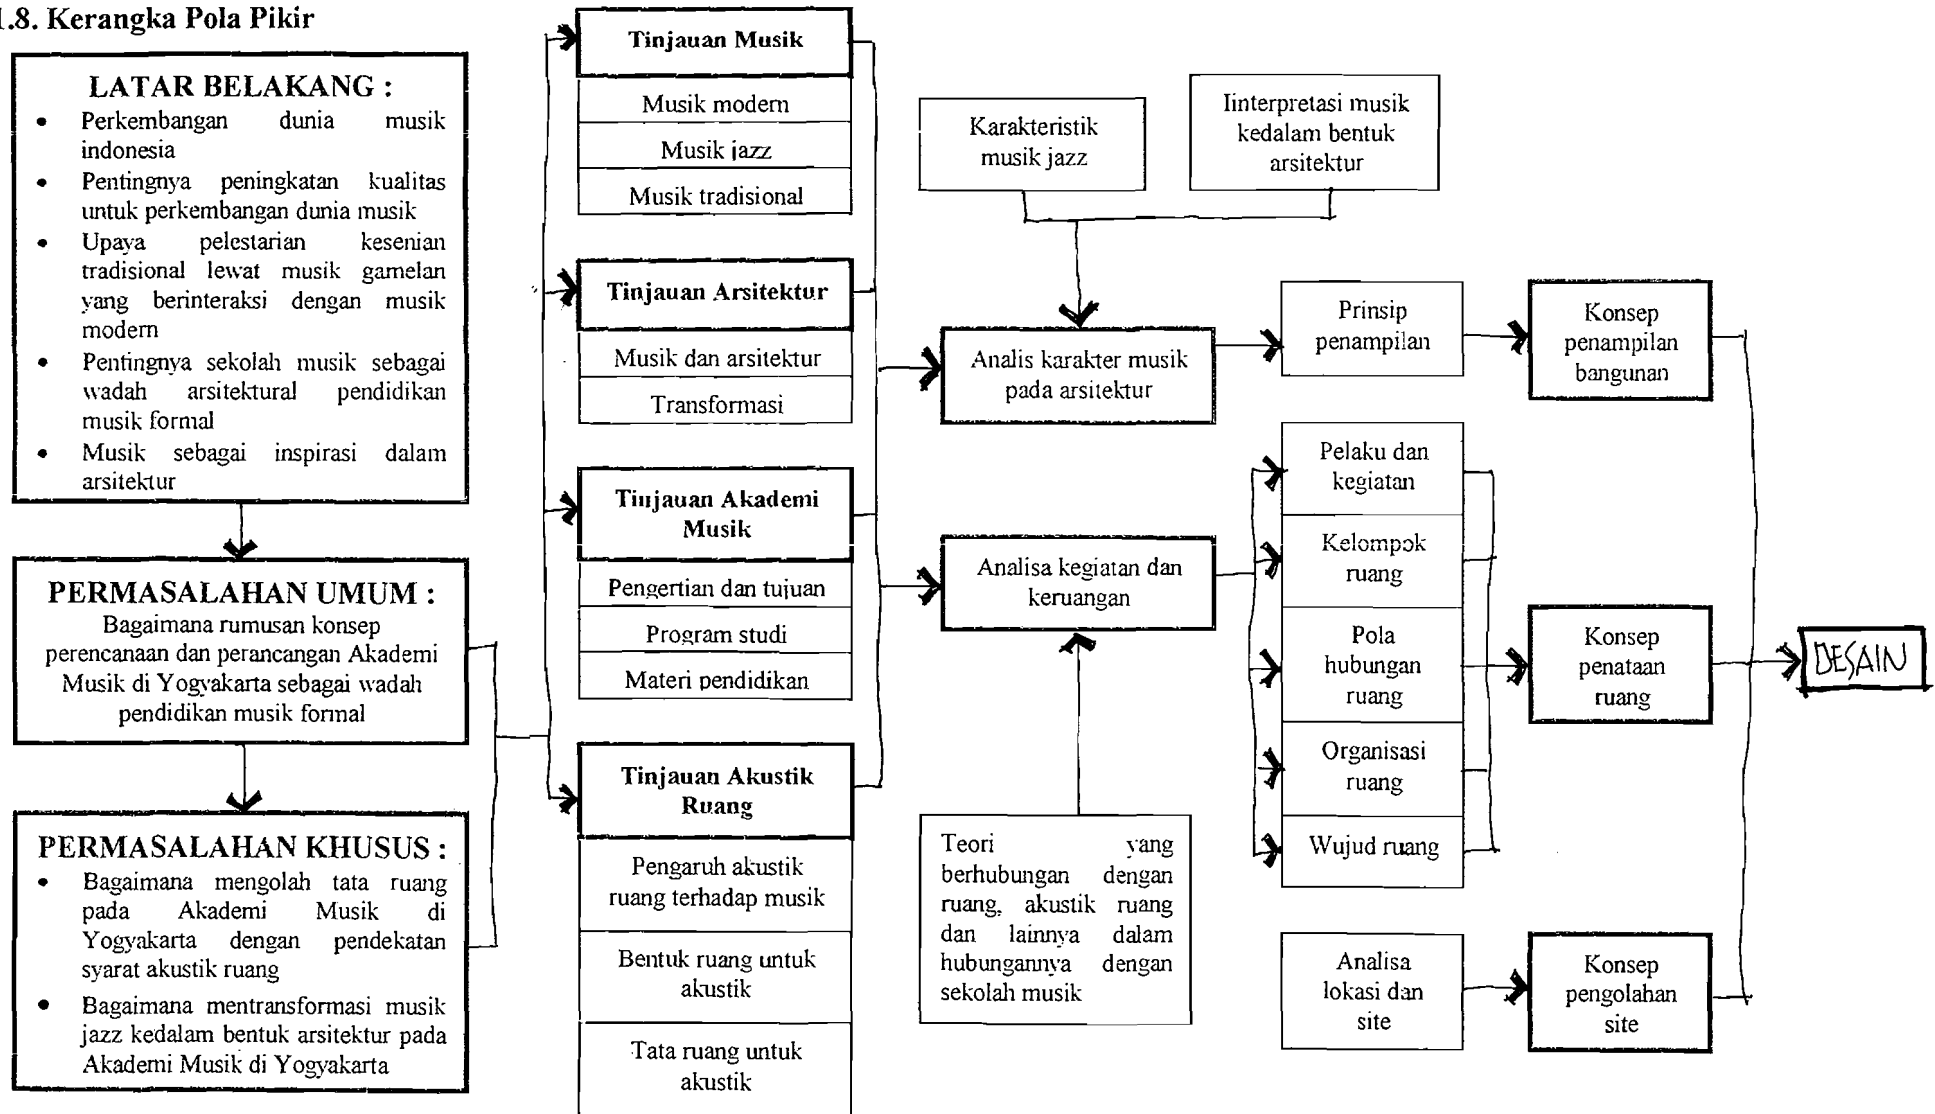 1.8. Kerangka Pola Pikir
LATAR BELAKANG :
• Perkembangan dunia musik
indonesia
• Pentingnya peningkatan kualitas
untuk perkembangan dunia musik
• Upaya pelestarian kesenian
tradisional lewat musik gamelan
yang berinteraksi dengan musik
modern
• Pentingnya sekolah musik sebagai
wadah arsitektural pendidikan
musik formal
• Musik sebagai inspirasi dalam
arsitektur
PERMASALAHAN UMUM :
Bagaimana rumusan konsep
perencanaan dan perancangan Akademi
Musik di Yogyakarta sebagai wadah
pendidikan musik formal
PERMASALAHAN KHUSUS :
• Bagaimana mengolah tata ruang
pada Akademi Musik di
Yogyakarta dengan pendekatan
syarat akustik ruang
• Bagaimana mentransformasi musik
jazz kedalam bentuk arsitektur pada
Akademi Musik di Yogyakarta
Tinjauan Musik
Musik modern
Musik jazz
Musik tradisional
Tinjauan Arsitektur
Musik dan arsitektur
Transformasi
Tinjauan Akademi
Musik
Pengertian dan tujuan
Program studi
Materi pendidikan
Tinjauan Akustik
Ruang
Pengaruh akustik
ruang terhadap musik
Bentuk ruang untuk
akustik
Tata ruang untuk
akustik
Karakteristik
musik jazz
Iinterpretasi musik
kedalam bentuk
arsitektur
Analis karakter musik
pada arsitektur
Analisa kegiatan dan
keruangan
Teori yang
berhubungan dengan
ruang, akustik ruang
dan lainnya dalam
hubungannya dengan
sekolah musik
Prinsip
penampilan
Pelaku dan
kegiatan
Kelompok
ruang
Pola
hubungan
ruang
Organisasi
ruang
Wujud ruang
Analisa
lokasi dan
site
Konsep
penampilan
bangunan
Konsep
penataan
ruang
Konsep
pengolahan
site
DESAIN